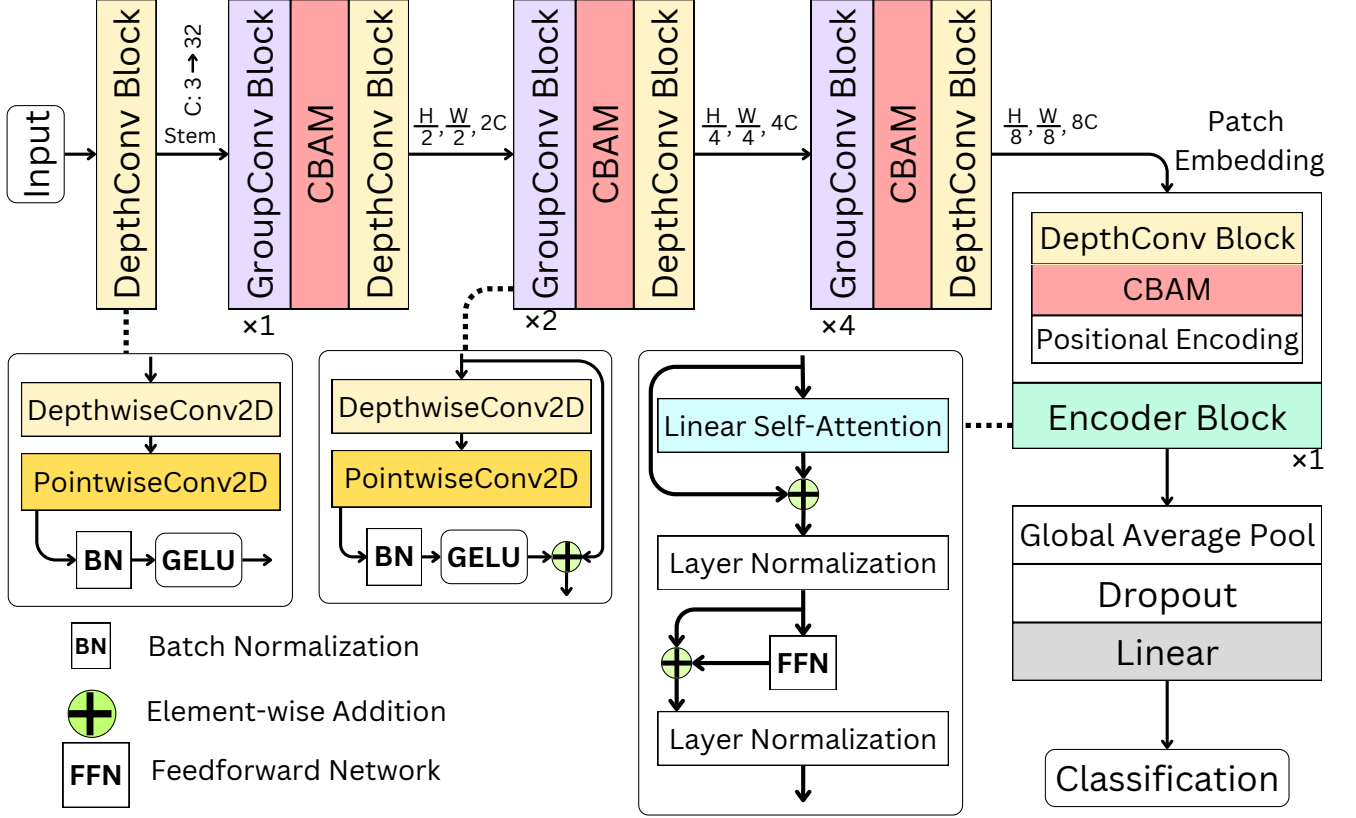 Input
DepthConv Block
C: 3 → 32
Stem
GroupConv Block
CBAM
DepthConv Block
×1
H/2, W/2, 2C
GroupConv Block
CBAM
DepthConv Block
×2
H/4, W/4, 4C
GroupConv Block
CBAM
DepthConv Block
×4
H/8, W/8, 8C
Patch
Embedding
DepthConv Block
CBAM
Positional Encoding
Encoder Block
×1
Global Average Pool
Dropout
Linear
Classification
DepthwiseConv2D
PointwiseConv2D
BN
GELU
DepthwiseConv2D
PointwiseConv2D
BN
GELU
Linear Self-Attention
Layer Normalization
FFN
Layer Normalization
BN Batch Normalization
Element-wise Addition
FFN Feedforward Network